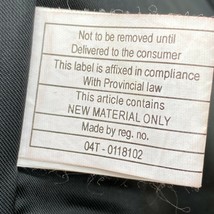 Not to be removed until
Delivered to the consumer
This label is affixed in compliance
With Provincial law
This article contains
NEW MATERIAL ONLY
Made by reg. no.
04T - 0118102